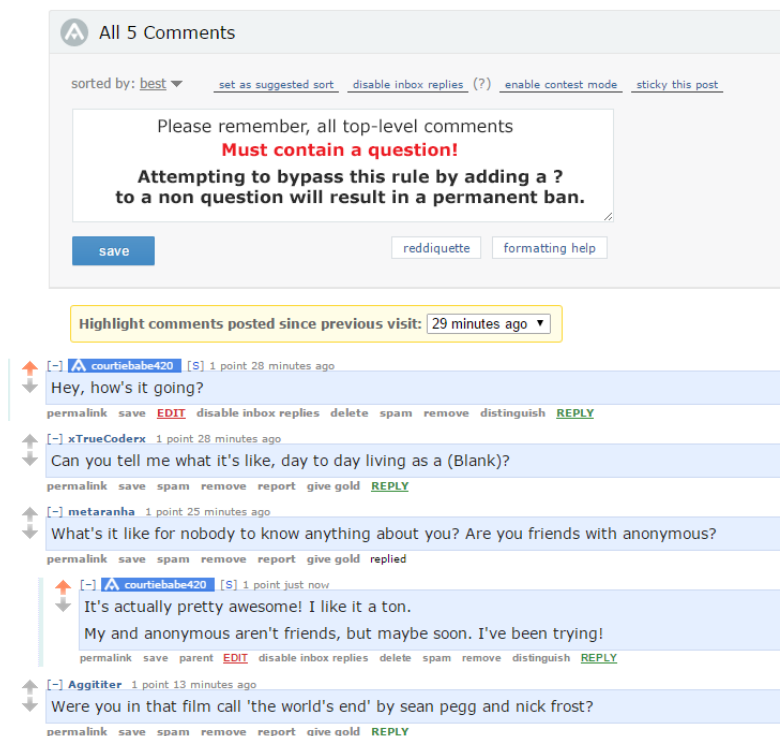 All 5 Comments
sorted by: best set as suggested sort disable inbox replies (?) enable contest mode sticky this post
Please remember, all top-level comments
Must contain a question!
Attempting to bypass this rule by adding a ?
to a non question will result in a permanent ban.
save reddiquette formatting help
Highlight comments posted since previous visit: 29 minutes ago
[-] courtiebabe420 [S] 1 point 28 minutes ago
Hey, how's it going?
permalink save EDIT disable inbox replies delete spam remove distinguish REPLY
[-] xTrueCoderx 1 point 28 minutes ago
Can you tell me what it's like, day to day living as a (Blank)?
permalink save spam remove report give gold REPLY
[-] metaranha 1 point 25 minutes ago
What's it like for nobody to know anything about you? Are you friends with anonymous?
permalink save spam remove report give gold replied
[-] courtiebabe420 [S] 1 point just now
It's actually pretty awesome! I like it a ton.
My and anonymous aren't friends, but maybe soon. I've been trying!
permalink save parent EDIT disable inbox replies delete spam remove distinguish REPLY
[-] Aggititer 1 point 13 minutes ago
Were you in that film call 'the world's end' by sean pegg and nick frost?
permalink save spam remove report give gold REPLY